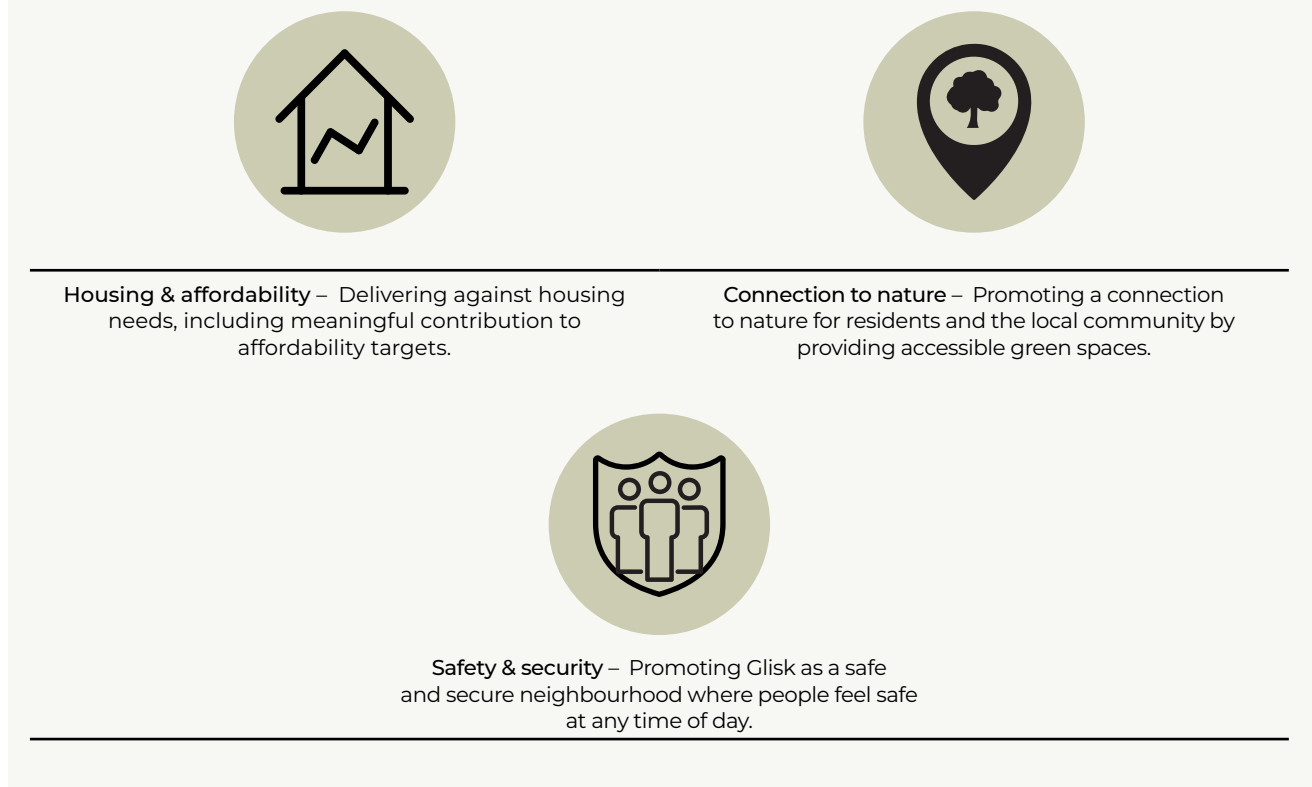 Housing & affordability – Delivering against housing
needs, including meaningful contribution to
affordability targets.
Connection to nature – Promoting a connection
to nature for residents and the local community by
providing accessible green spaces.
Safety & security – Promoting Glisk as a safe
and secure neighbourhood where people feel safe
at any time of day.